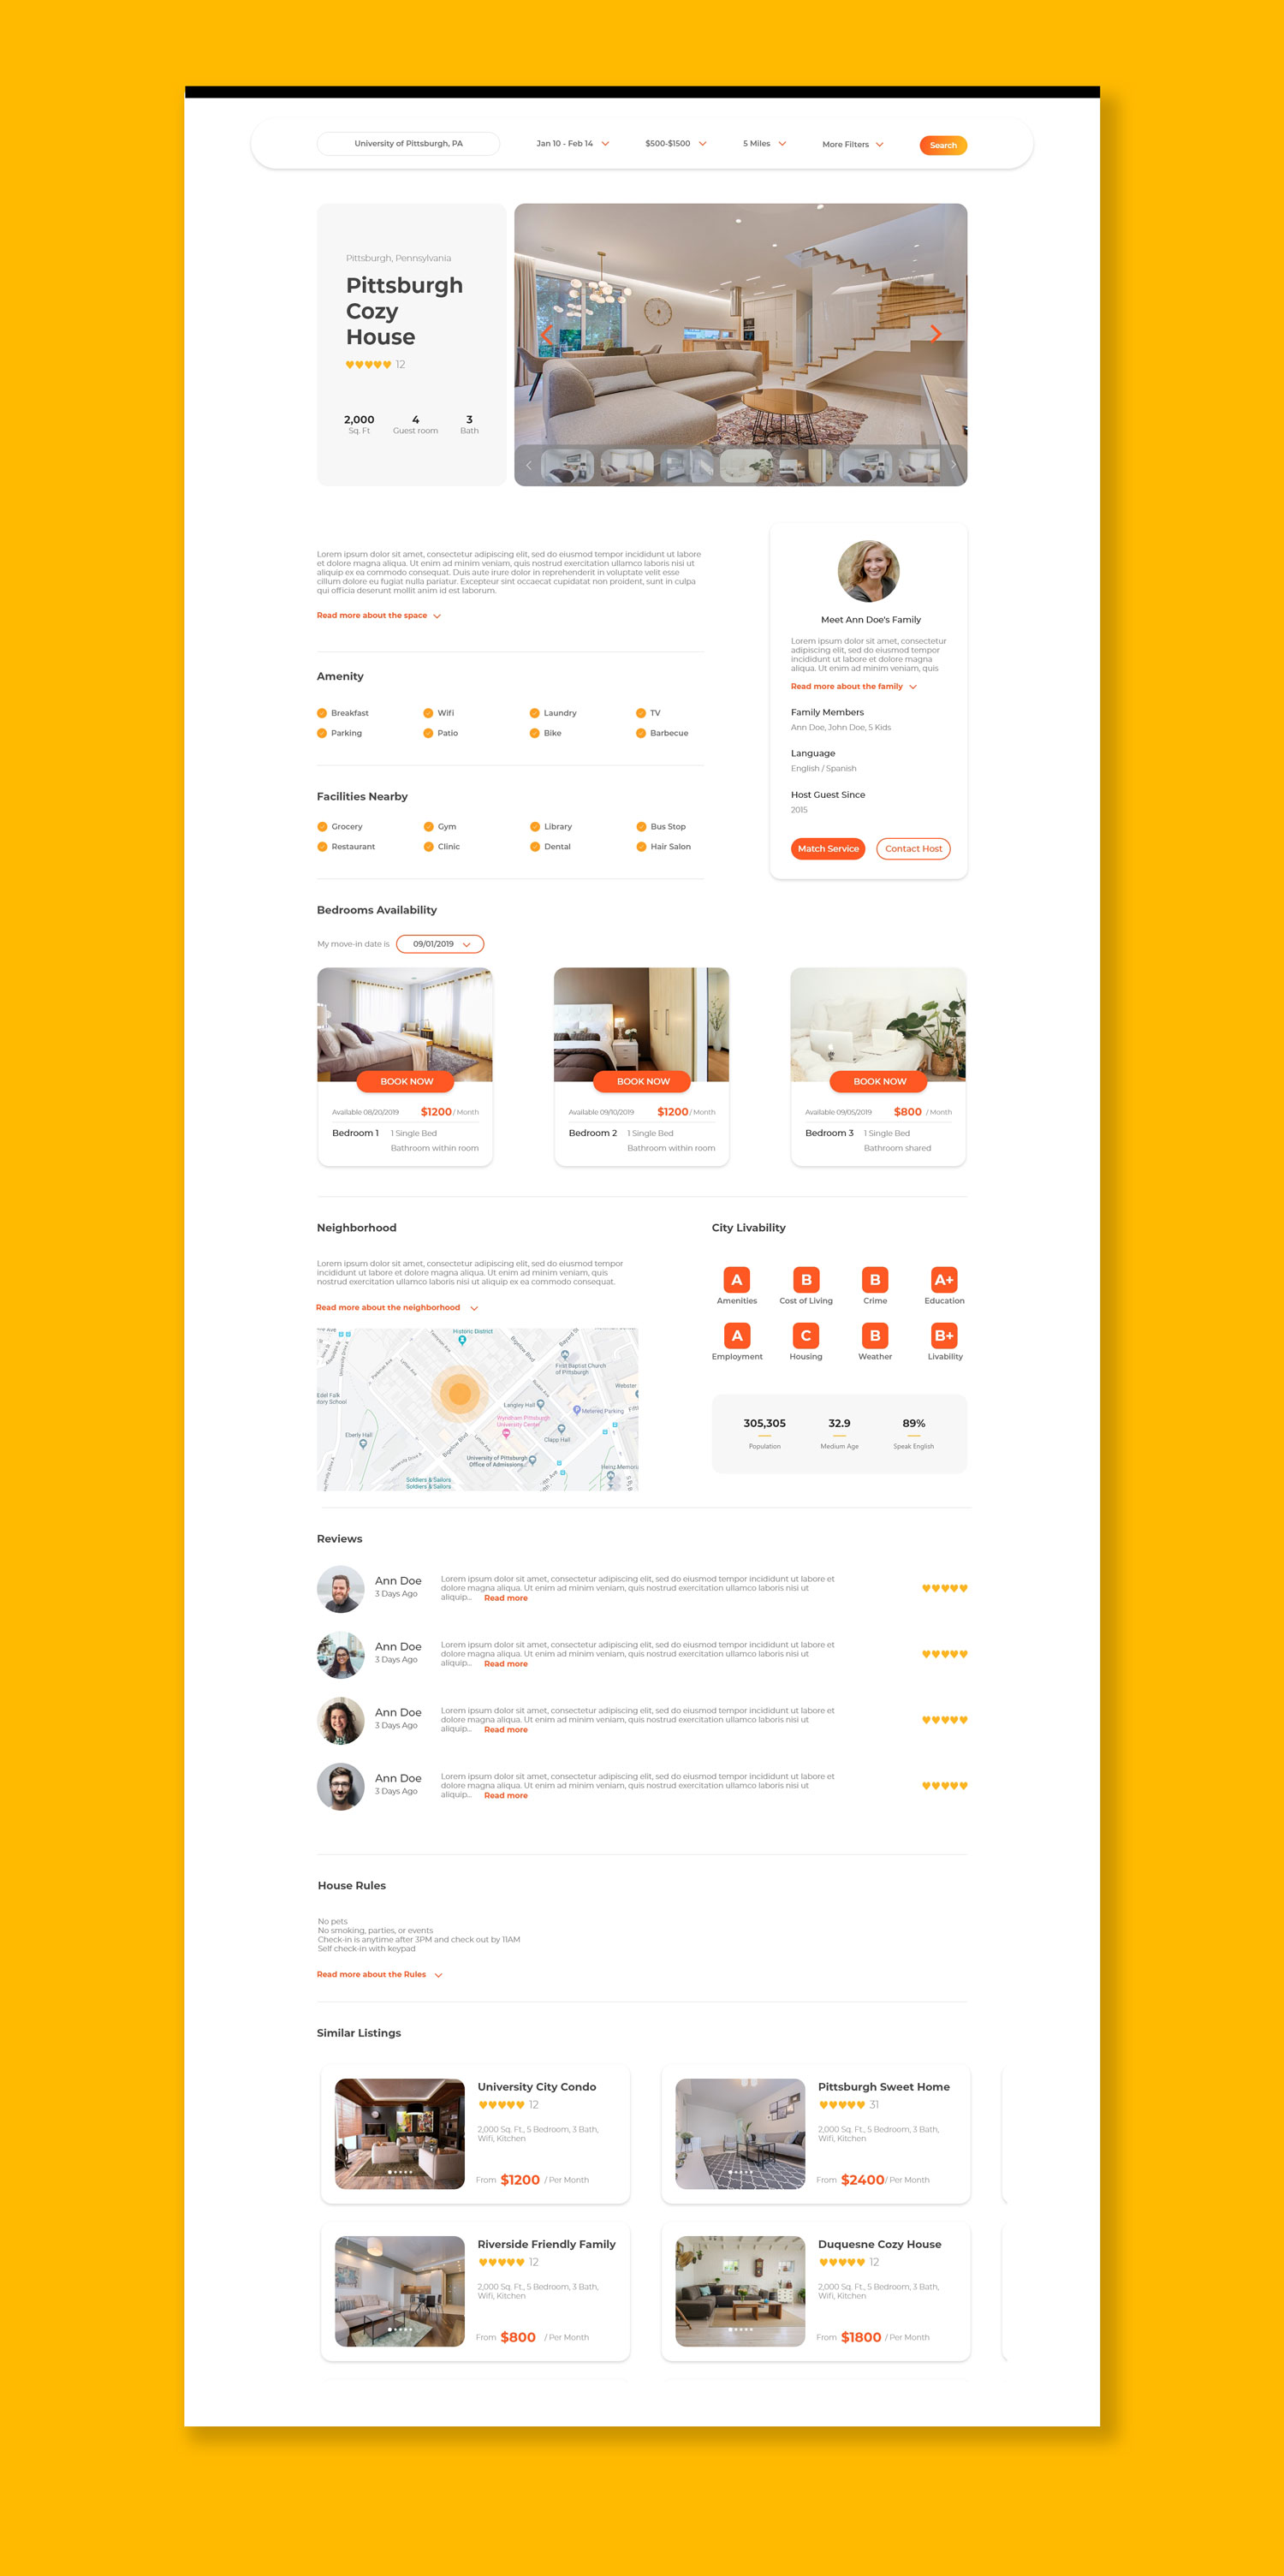 University of Pittsburgh, PA
Jan 10 - Feb 14
$500-$1500
5 Miles
More Filters
Search
Pittsburgh, Pennsylvania
Pittsburgh
Cozy
House
12
2,000
Sq. Ft
4
Guest room
3
Bath
Lorem ipsum dolor sit amet, consectetur adipiscing elit, sed do eiusmod tempor incididunt ut labore
et dolore magna aliqua. Ut enim ad minim veniam, quis nostrud exercitation ullamco laboris nisi ut
aliquip ex ea commodo consequat. Duis aute irure dolor in reprehenderit in voluptate velit esse
cillum dolore eu fugiat nulla pariatur. Excepteur sint occaecat cupidatat non proident, sunt in culpa
qui officia deserunt mollit anim id est laborum.
Read more about the space
Amenity
Breakfast
Wifi
Laundry
TV
Parking
Patio
Bike
Barbecue
Facilities Nearby
Grocery
Gym
Library
Bus Stop
Restaurant
Clinic
Dental
Hair Salon
Meet Ann Doe's Family
Lorem ipsum dolor sit amet, consectetur
adipiscing elit, sed do eiusmod tempor
incididunt ut labore et dolore magna
aliqua. Ut enim ad minim veniam, quis
Read more about the family
Family Members
Ann Doe, John Doe, 5 Kids
Language
English / Spanish
Host Guest Since
2015
Match Service
Contact Host
Bedrooms Availability
My move-in date is
09/01/2019
BOOK NOW
Available 08/20/2019
$1200 / Month
Bedroom 1
1 Single Bed
Bathroom within room
BOOK NOW
Available 09/10/2019
$1200 / Month
Bedroom 2
1 Single Bed
Bathroom within room
BOOK NOW
Available 09/05/2019
$800 / Month
Bedroom 3
1 Single Bed
Bathroom shared
Neighborhood
Lorem ipsum dolor sit amet, consectetur adipiscing elit, sed do eiusmod tempor
incididunt ut labore et dolore magna aliqua. Ut enim ad minim veniam, quis
nostrud exercitation ullamco laboris nisi ut aliquip ex ea commodo consequat.
Read more about the neighborhood
Historic District
Bigelow Blvd
Bayard St
First Baptist Church
of Pittsburgh
Webster
Edel Falk
tory School
Langley Hall
Metered Parking
Wyndham Pittsburgh
University Center
Eberly Hall
Clapp Hall
Bigelow Blvd
University of Pittsburgh
Office of Admissions
Heinz Memoria
University Dr A
Soldiers & Sailors
Soldiers & Sailors
City Livability
A
Amenities
B
Cost of Living
B
Crime
A+
Education
A
Employment
C
Housing
B
Weather
B+
Livability
305,305
Population
32.9
Medium Age
89%
Speak English
Reviews
Ann Doe
3 Days Ago
Lorem ipsum dolor sit amet, consectetur adipiscing elit, sed do eiusmod tempor incididunt ut labore et
dolore magna aliqua. Ut enim ad minim veniam, quis nostrud exercitation ullamco laboris nisi ut
aliquip... Read more
Ann Doe
3 Days Ago
Lorem ipsum dolor sit amet, consectetur adipiscing elit, sed do eiusmod tempor incididunt ut labore et
dolore magna aliqua. Ut enim ad minim veniam, quis nostrud exercitation ullamco laboris nisi ut
aliquip... Read more
Ann Doe
3 Days Ago
Lorem ipsum dolor sit amet, consectetur adipiscing elit, sed do eiusmod tempor incididunt ut labore et
dolore magna aliqua. Ut enim ad minim veniam, quis nostrud exercitation ullamco laboris nisi ut
aliquip... Read more
Ann Doe
3 Days Ago
Lorem ipsum dolor sit amet, consectetur adipiscing elit, sed do eiusmod tempor incididunt ut labore et
dolore magna aliqua. Ut enim ad minim veniam, quis nostrud exercitation ullamco laboris nisi ut
aliquip... Read more
House Rules
No pets
No smoking, parties, or events
Check-in is anytime after 3PM and check out by 11AM
Self check-in with keypad
Read more about the Rules
Similar Listings
University City Condo
12
2,000 Sq. Ft., 5 Bedroom, 3 Bath,
Wifi, Kitchen
From $1200 / Per Month
Pittsburgh Sweet Home
31
2,000 Sq. Ft., 5 Bedroom, 3 Bath,
Wifi, Kitchen
From $2400/ Per Month
Riverside Friendly Family
12
2,000 Sq. Ft., 5 Bedroom, 3 Bath,
Wifi, Kitchen
From $800 / Per Month
Duquesne Cozy House
12
2,000 Sq. Ft., 5 Bedroom, 3 Bath,
Wifi, Kitchen
From $1800 / Per Month